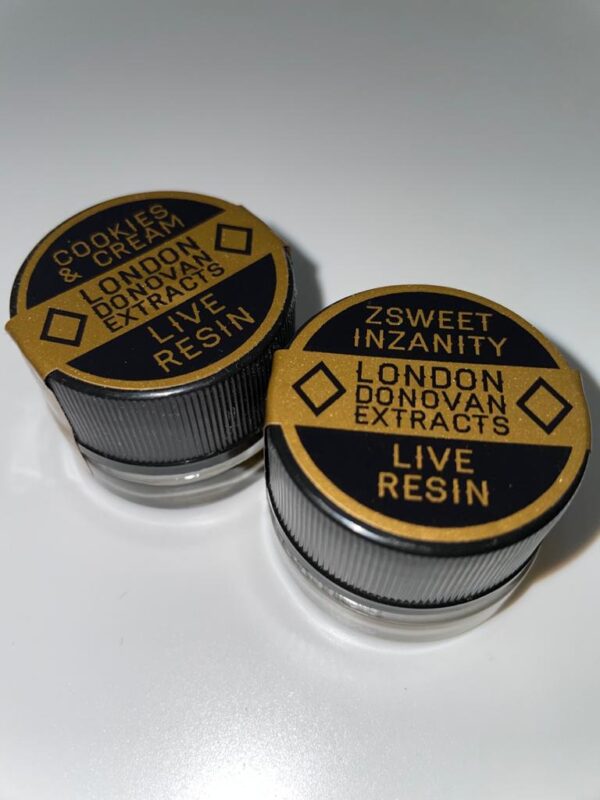 COOKIES
& CREAM
LONDON
DONOVAN
EXTRACTS
LIVE
RESIN
ZSWEET
INZANITY
LONDON
DONOVAN
EXTRACTS
LIVE
RESIN